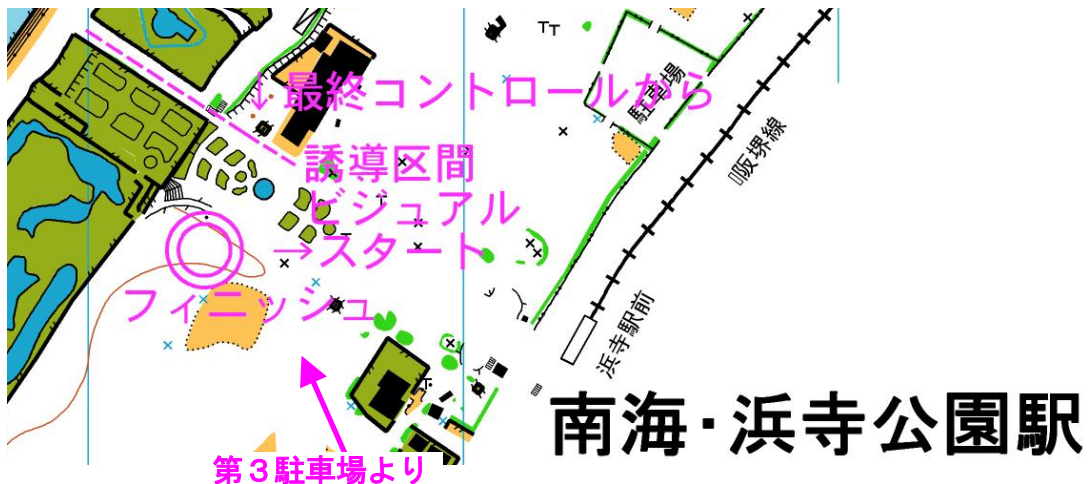 ↓最終コントロールから
駐車場
誘導区間
ビジュアル
→スタート
フィニッシュ
阪堺線
浜寺駅前
南海・浜寺公園駅
第３駐車場より